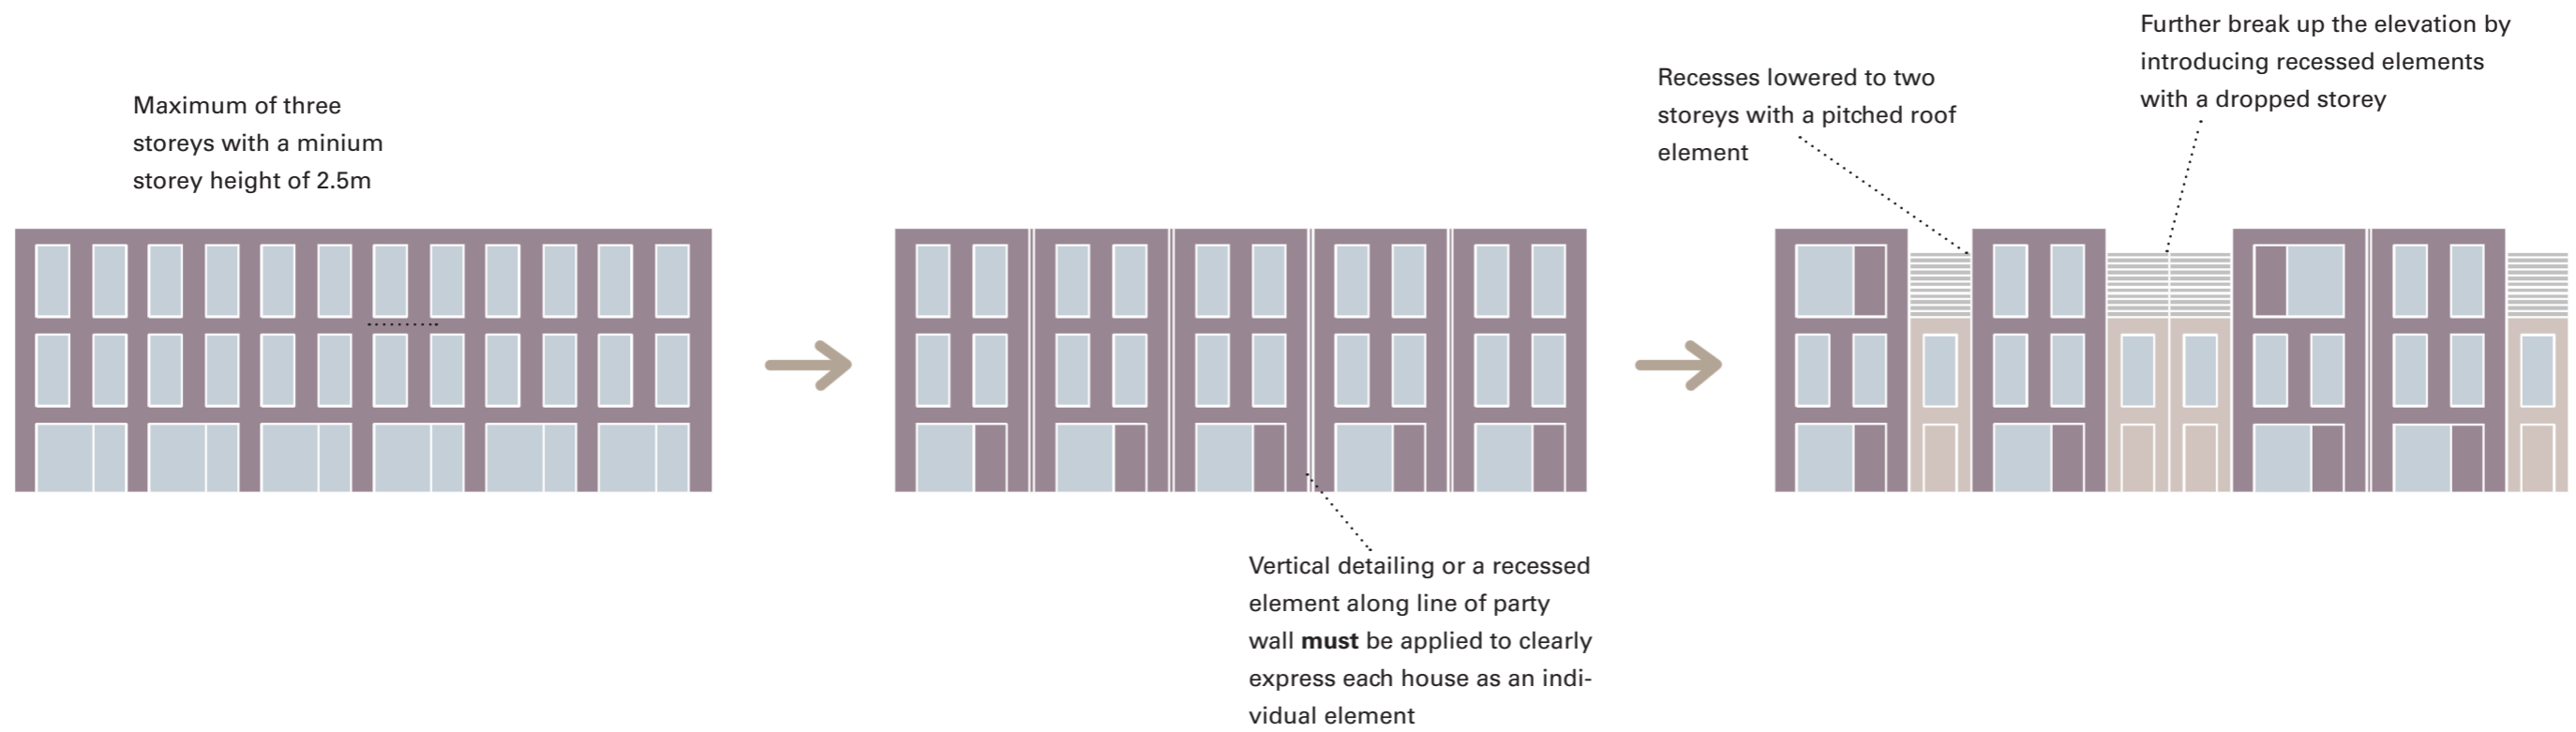 Maximum of three
storeys with a minium
storey height of 2.5m
Vertical detailing or a recessed
element along line of party
wall must be applied to clearly
express each house as an indi-
vidual element
Recesses lowered to two
storeys with a pitched roof
element
Further break up the elevation by
introducing recessed elements
with a dropped storey